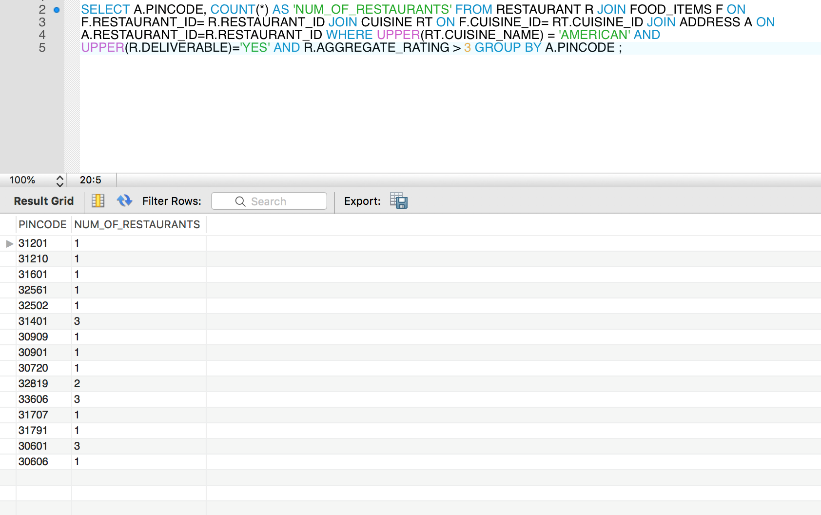 2 SELECT A.PINCODE, COUNT(*) AS 'NUM_OF_RESTAURANTS' FROM RESTAURANT R JOIN FOOD_ITEMS F ON
3 F.RESTAURANT_ID= R.RESTAURANT_ID JOIN CUISINE RT ON F.CUISINE_ID= RT.CUISINE_ID JOIN ADDRESS A ON
4 A.RESTAURANT_ID=R.RESTAURANT_ID WHERE UPPER(RT.CUISINE_NAME) = 'AMERICAN' AND
5 UPPER(R.DELIVERABLE)='YES' AND R.AGGREGATE_RATING > 3 GROUP BY A.PINCODE ;
100% 20:5
Result Grid Filter Rows: Search Export:
PINCODE NUM_OF_RESTAURANTS
31201 1
31210 1
31601 1
32561 1
32502 1
31401 3
30909 1
30901 1
30720 1
32819 2
33606 3
31707 1
31791 1
30601 3
30606 1